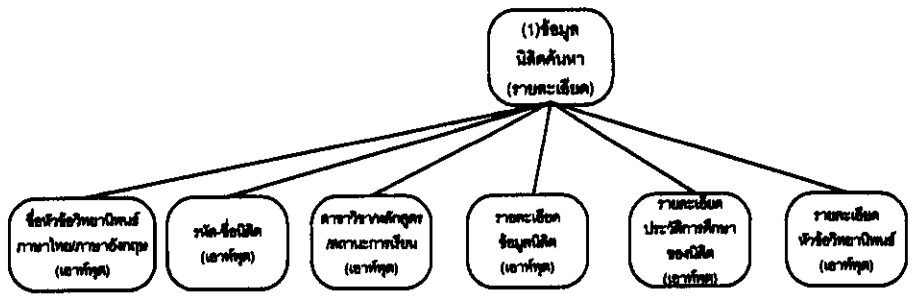 (1)ข้อมูล
นิสิตค้นหา
(รายละเอียด)
ชื่อหัวข้อวิทยานิพนธ์
ภาษาไทย/ภาษาอังกฤษ
(เอาท์พุต)
รหัส-ชื่อนิสิต
(เอาท์พุต)
สาขาวิชา/หลักสูตร
/สถานะการเรียน
(เอาท์พุต)
รายละเอียด
ข้อมูลนิสิต
(เอาท์พุต)
รายละเอียด
ประวัติการศึกษา
ของนิสิต
(เอาท์พุต)
รายละเอียด
หัวข้อวิทยานิพนธ์
(เอาท์พุต)